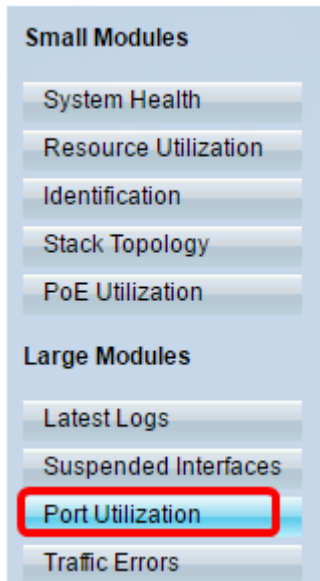 Small Modules
System Health
Resource Utilization
Identification
Stack Topology
PoE Utilization
Large Modules
Latest Logs
Suspended Interfaces
Port Utilization
Traffic Errors